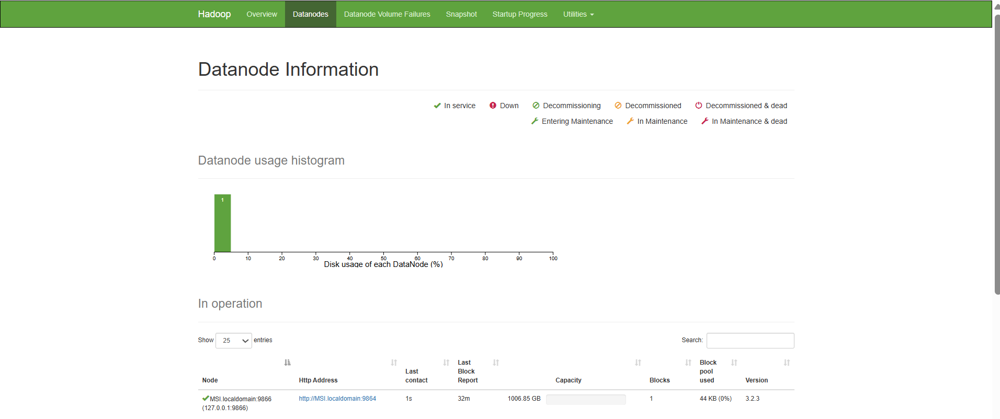 Hadoop Overview Datanodes Datanode Volume Failures Snapshot Startup Progress Utilities
Datanode Information
In service Down Decommissioning Decommissioned Decommissioned & dead
Entering Maintenance In Maintenance In Maintenance & dead
Datanode usage histogram
1
0 10 20 30 40 50 60 70 80 90 100
Disk usage of each DataNode (%)
In operation
Show 25 entries Search:
Node Http Address Last contact Last Block Report Capacity Blocks Block pool used Version
MSI.localdomain:9866 http://MSI.localdomain:9864 1s 32m 1006.85 GB 1 44 KB (0%) 3.2.3
(127.0.0.1:9866)